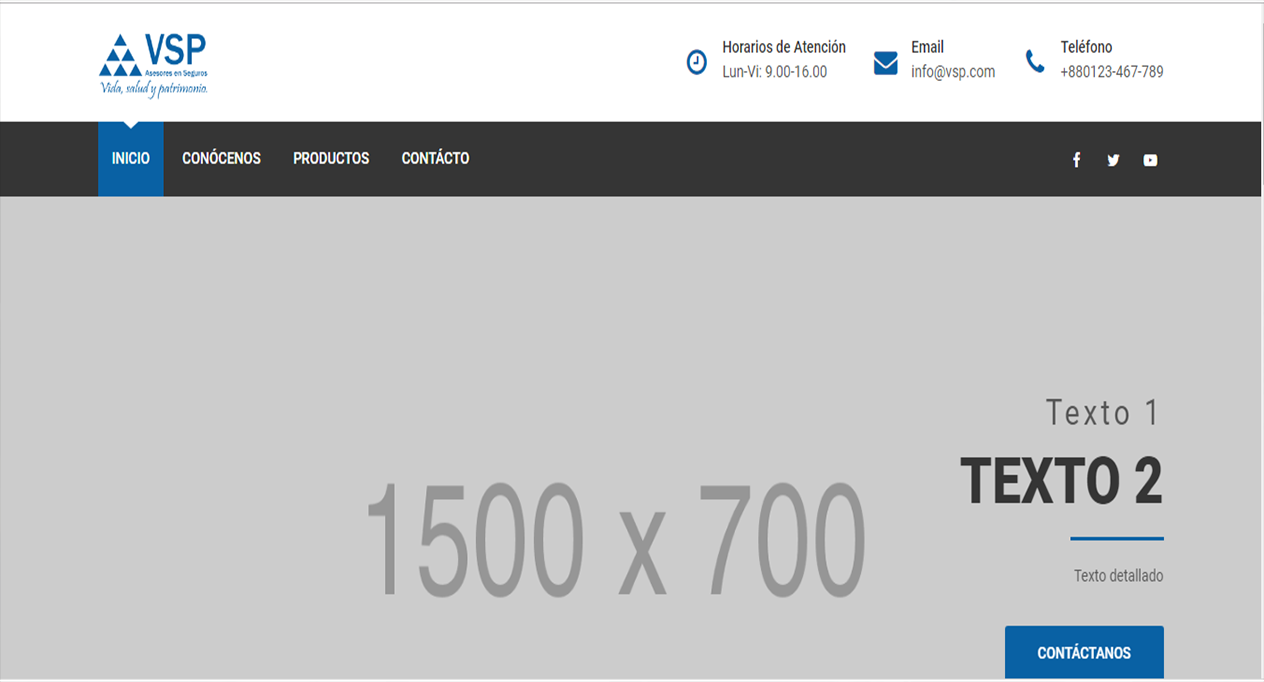 VSP
Asesores en Seguros
Vida, salud y patrimonio.
Horarios de Atención
Lun-Vi: 9.00-16.00
Email
info@vsp.com
Teléfono
+880123-467-789
INICIO CONÓCENOS PRODUCTOS CONTÁCTO
Texto 1
TEXTO 2
1500 x 700
Texto detallado
CONTÁCTANOS